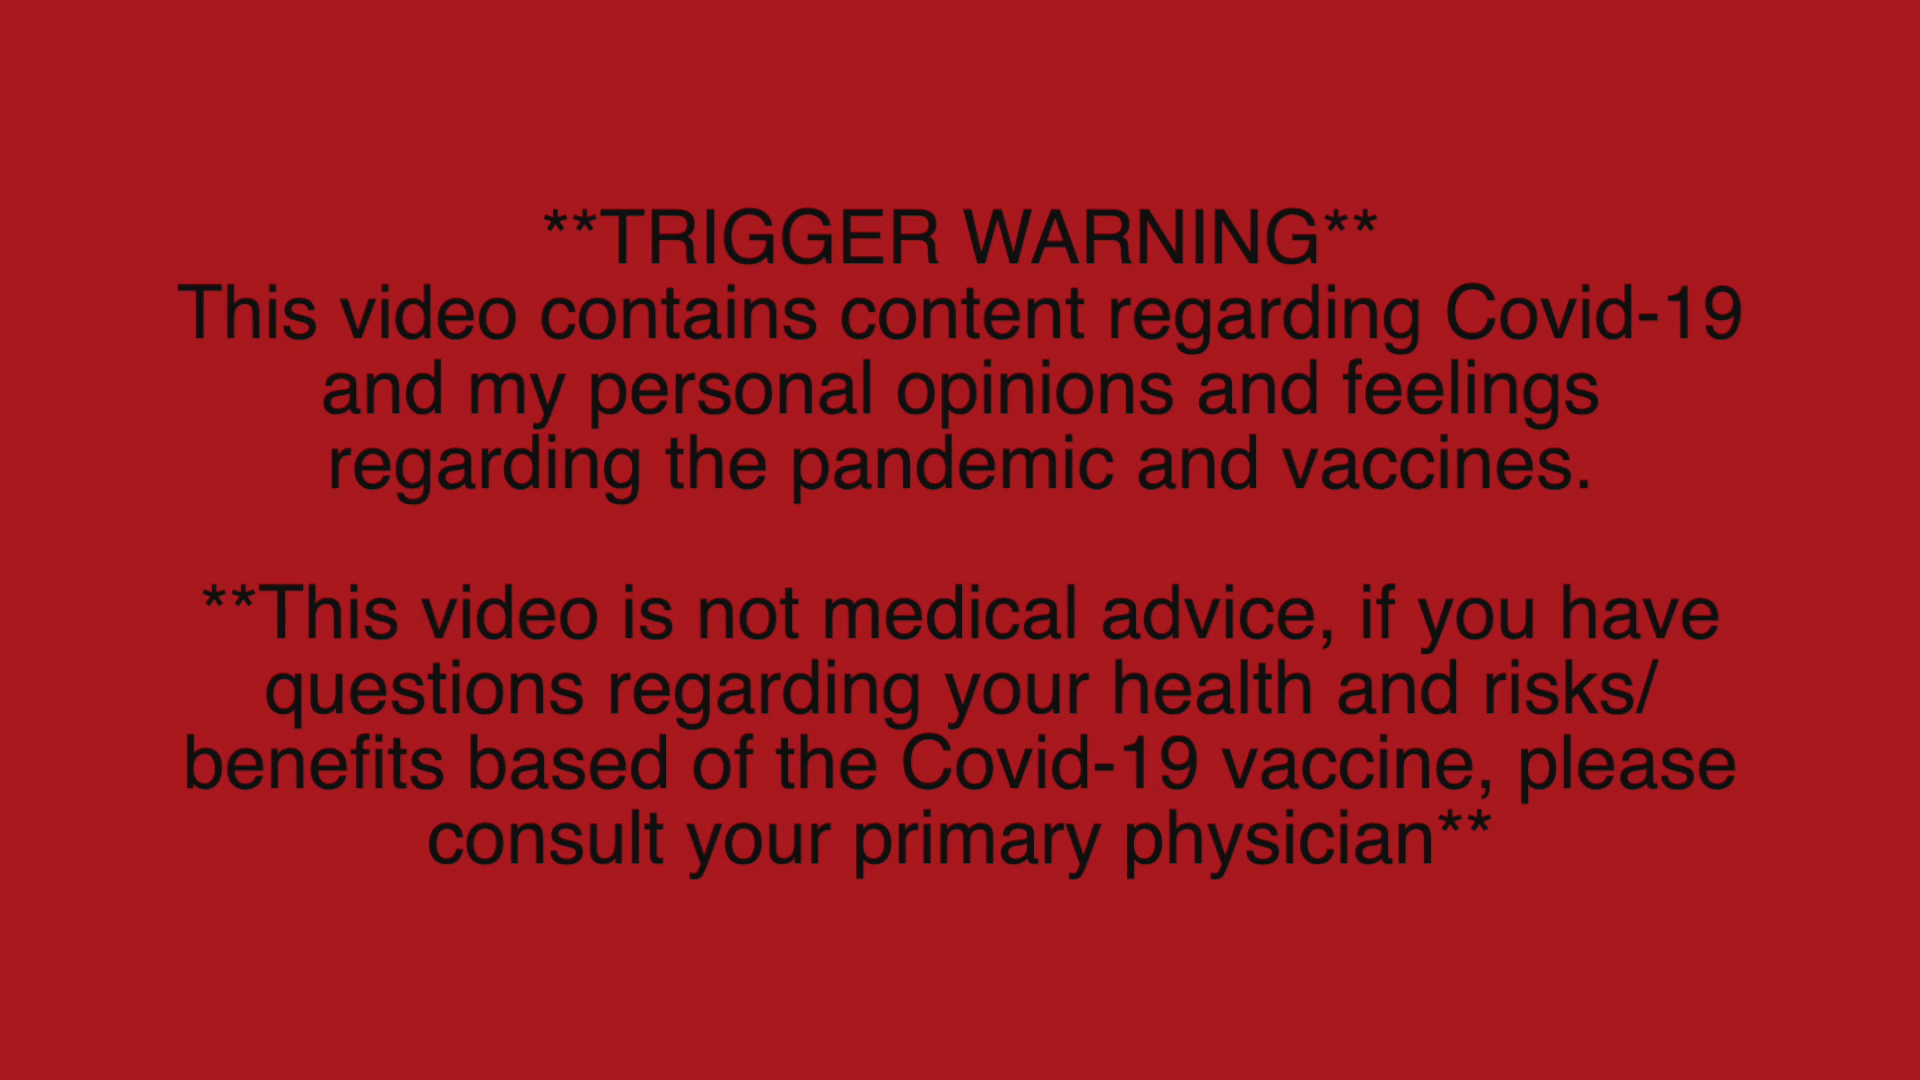 **TRIGGER WARNING**
This video contains content regarding Covid-19
and my personal opinions and feelings
regarding the pandemic and vaccines.
**This video is not medical advice, if you have
questions regarding your health and risks/
benefits based of the Covid-19 vaccine, please
consult your primary physician**